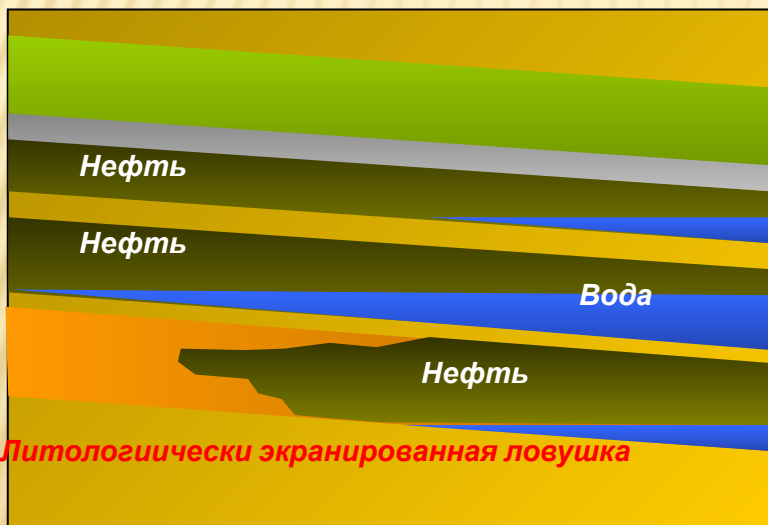 Нефть
Нефть
Вода
Нефть
Литологиически экранированная ловушка